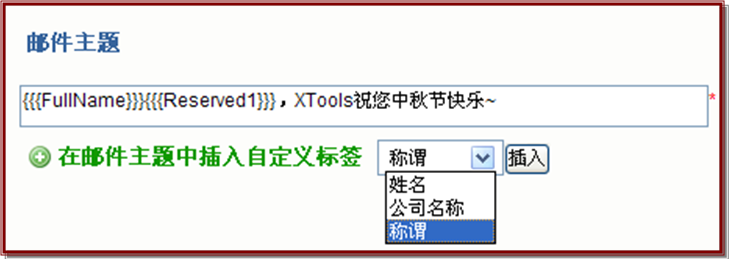 邮件主题
{{{FullName}}}{{{Reserved1}}}，XTools祝您中秋节快乐~ *
在邮件主题中插入自定义标签 称谓 插入
姓名
公司名称
称谓